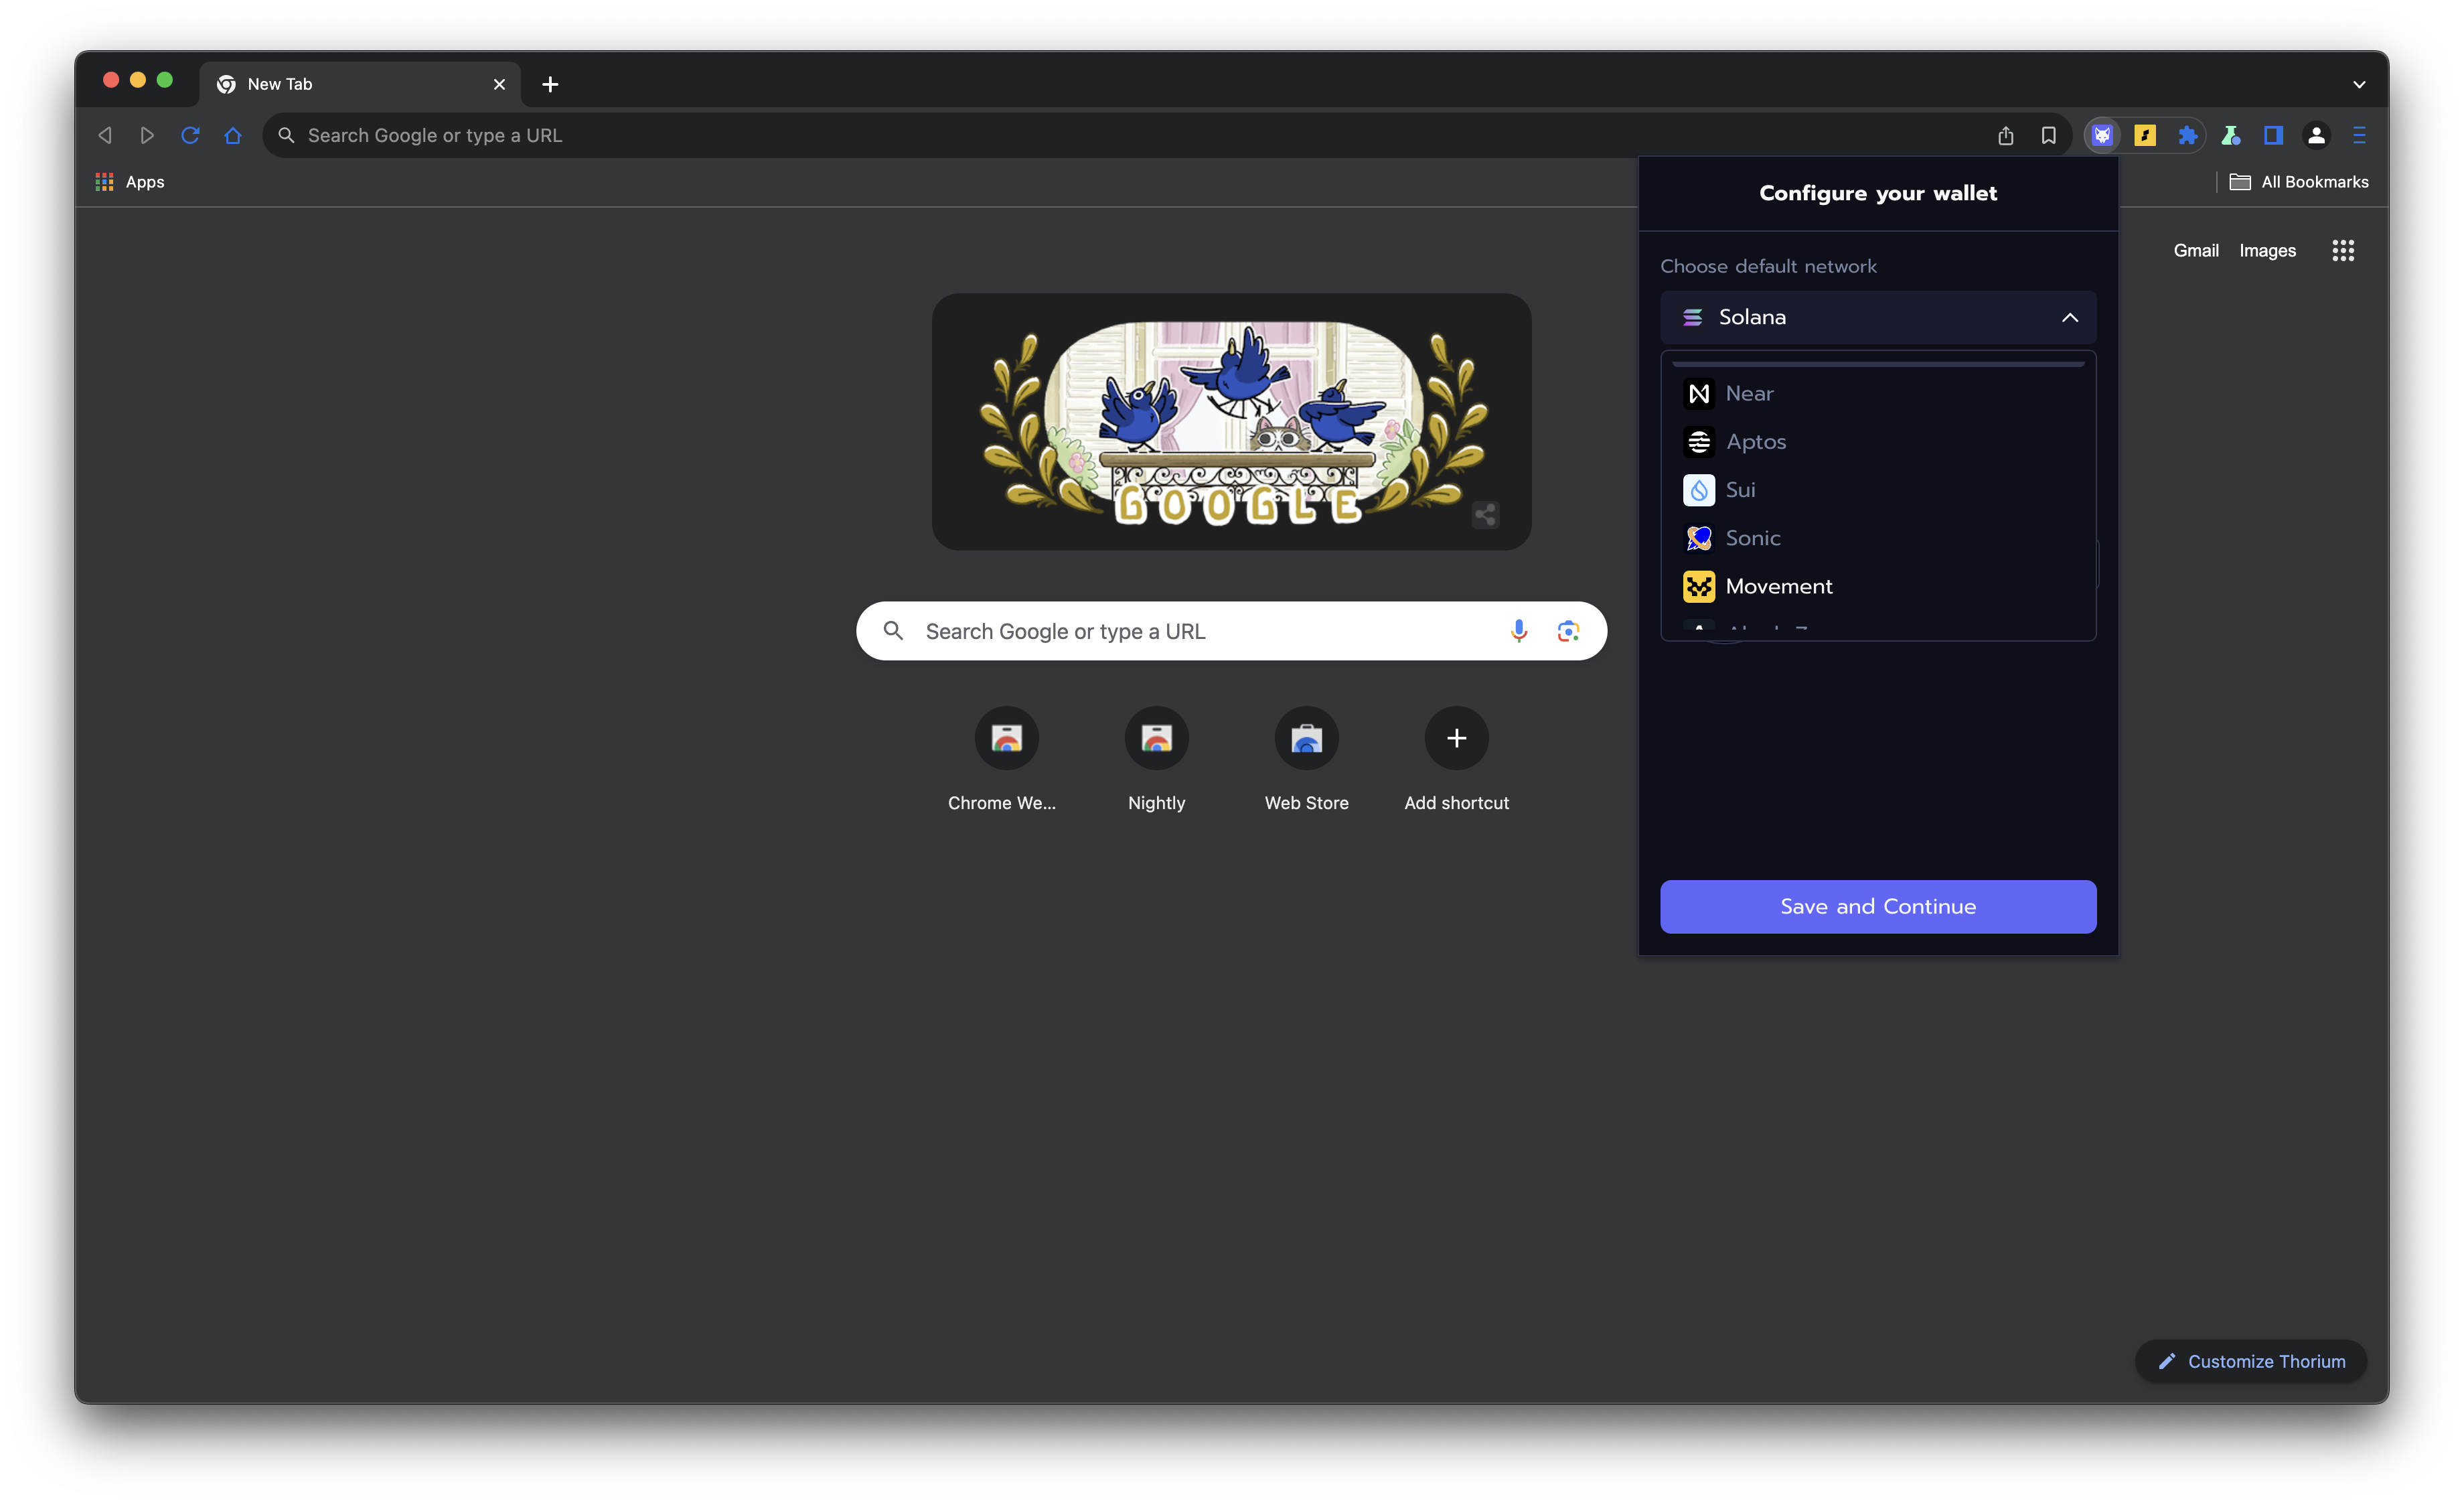 New Tab
Search Google or type a URL
Apps
All Bookmarks
Configure your wallet
Gmail Images
Choose default network
Solana
Near
Aptos
Sui
Sonic
Movement
GOOGLE
Search Google or type a URL
Chrome We...
Nightly
Web Store
Add shortcut
Save and Continue
Customize Thorium